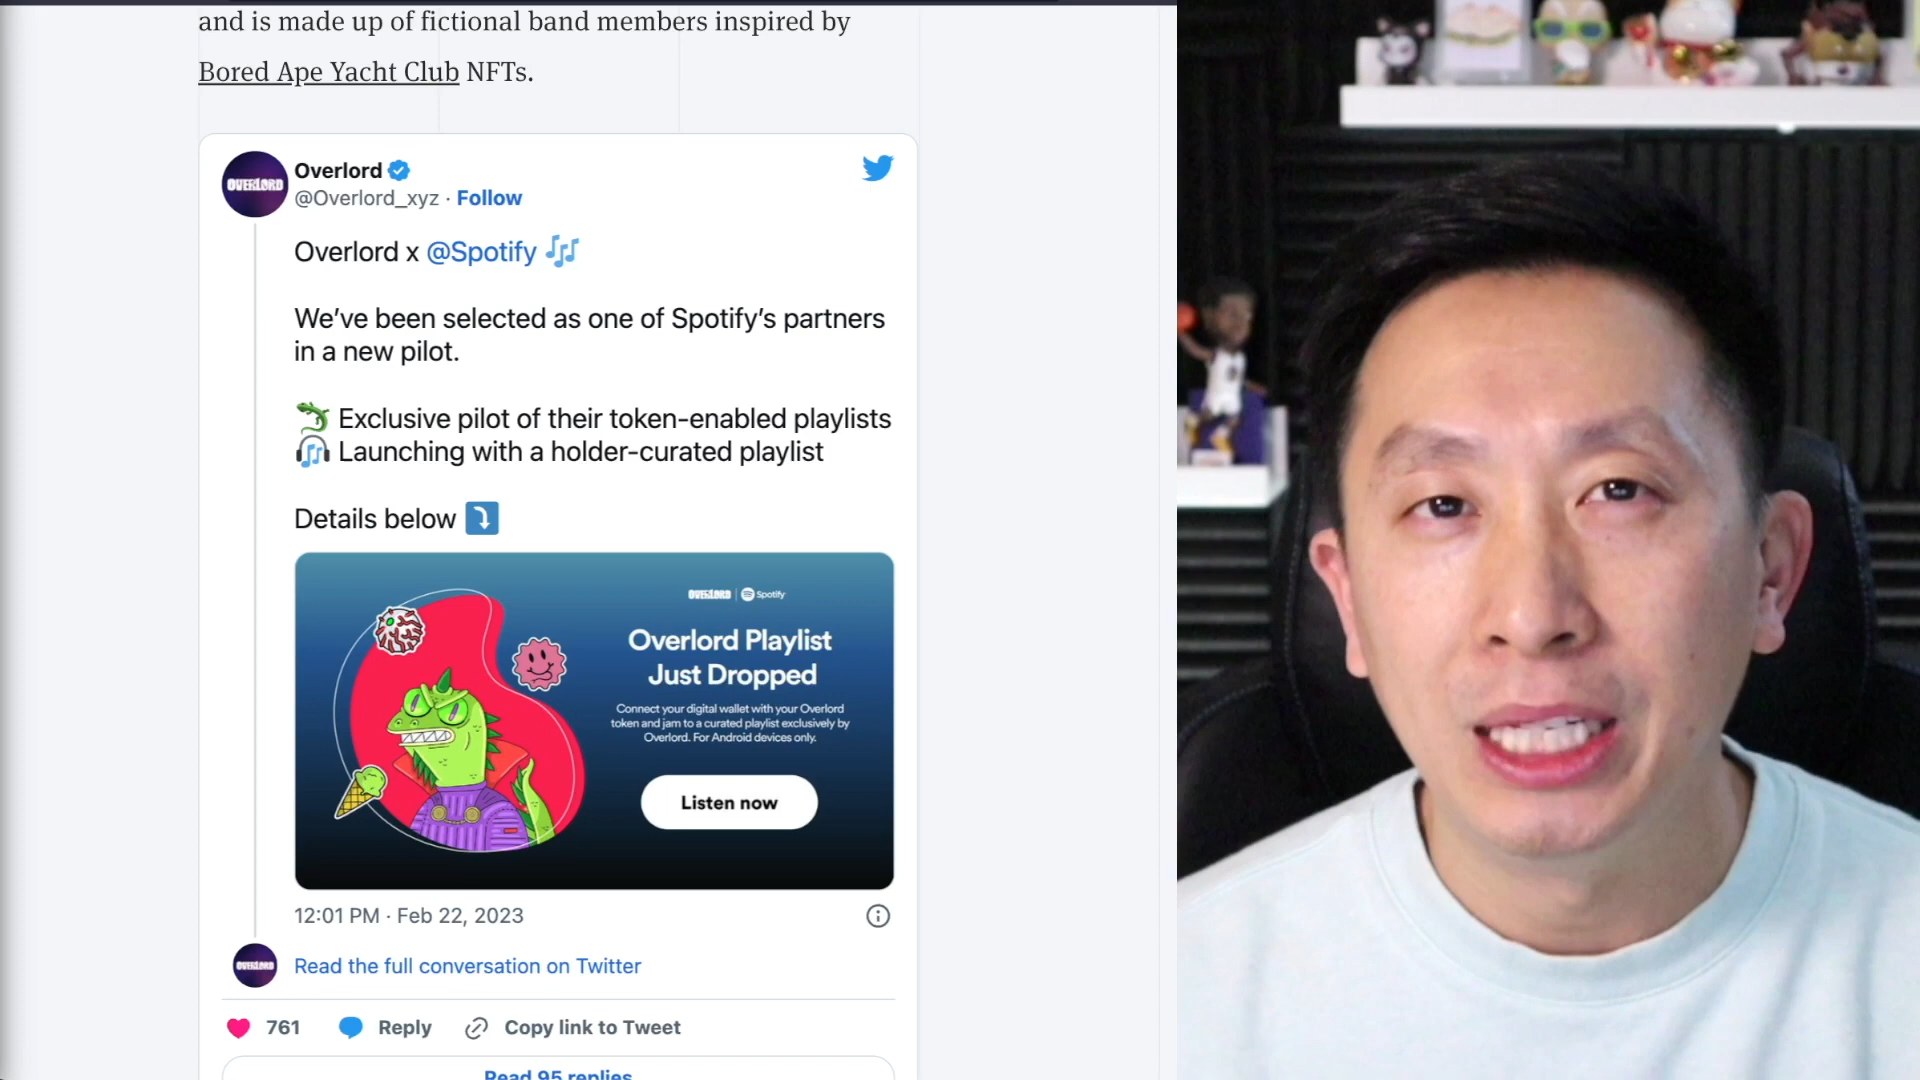 and is made up of fictional band members inspired by
Bored Ape Yacht Club NFTs.
OVERLORD
Overlord
@Overlord_xyz · Follow
Overlord x @Spotify
We’ve been selected as one of Spotify’s partners
in a new pilot.
Exclusive pilot of their token-enabled playlists
Launching with a holder-curated playlist
Details below
OVERLORD | Spotify
Overlord Playlist
Just Dropped
Connect your digital wallet with your Overlord
token and jam to a curated playlist exclusively by
Overlord. For Android devices only.
Listen now
12:01 PM · Feb 22, 2023
OVERLORD
Read the full conversation on Twitter
761 Reply Copy link to Tweet
Read 95 replies